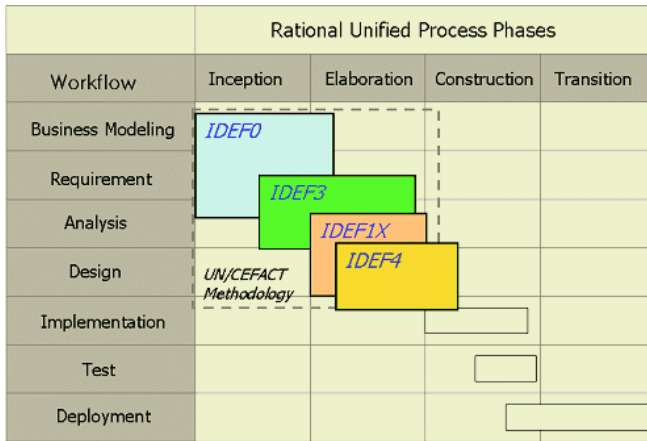 Rational Unified Process Phases
Workflow
Inception
Elaboration
Construction
Transition
Business Modeling
IDEF0
Requirement
IDEF3
Analysis
IDEF1X
Design
IDEF4
UN/CEFACT
Methodology
Implementation
Test
Deployment